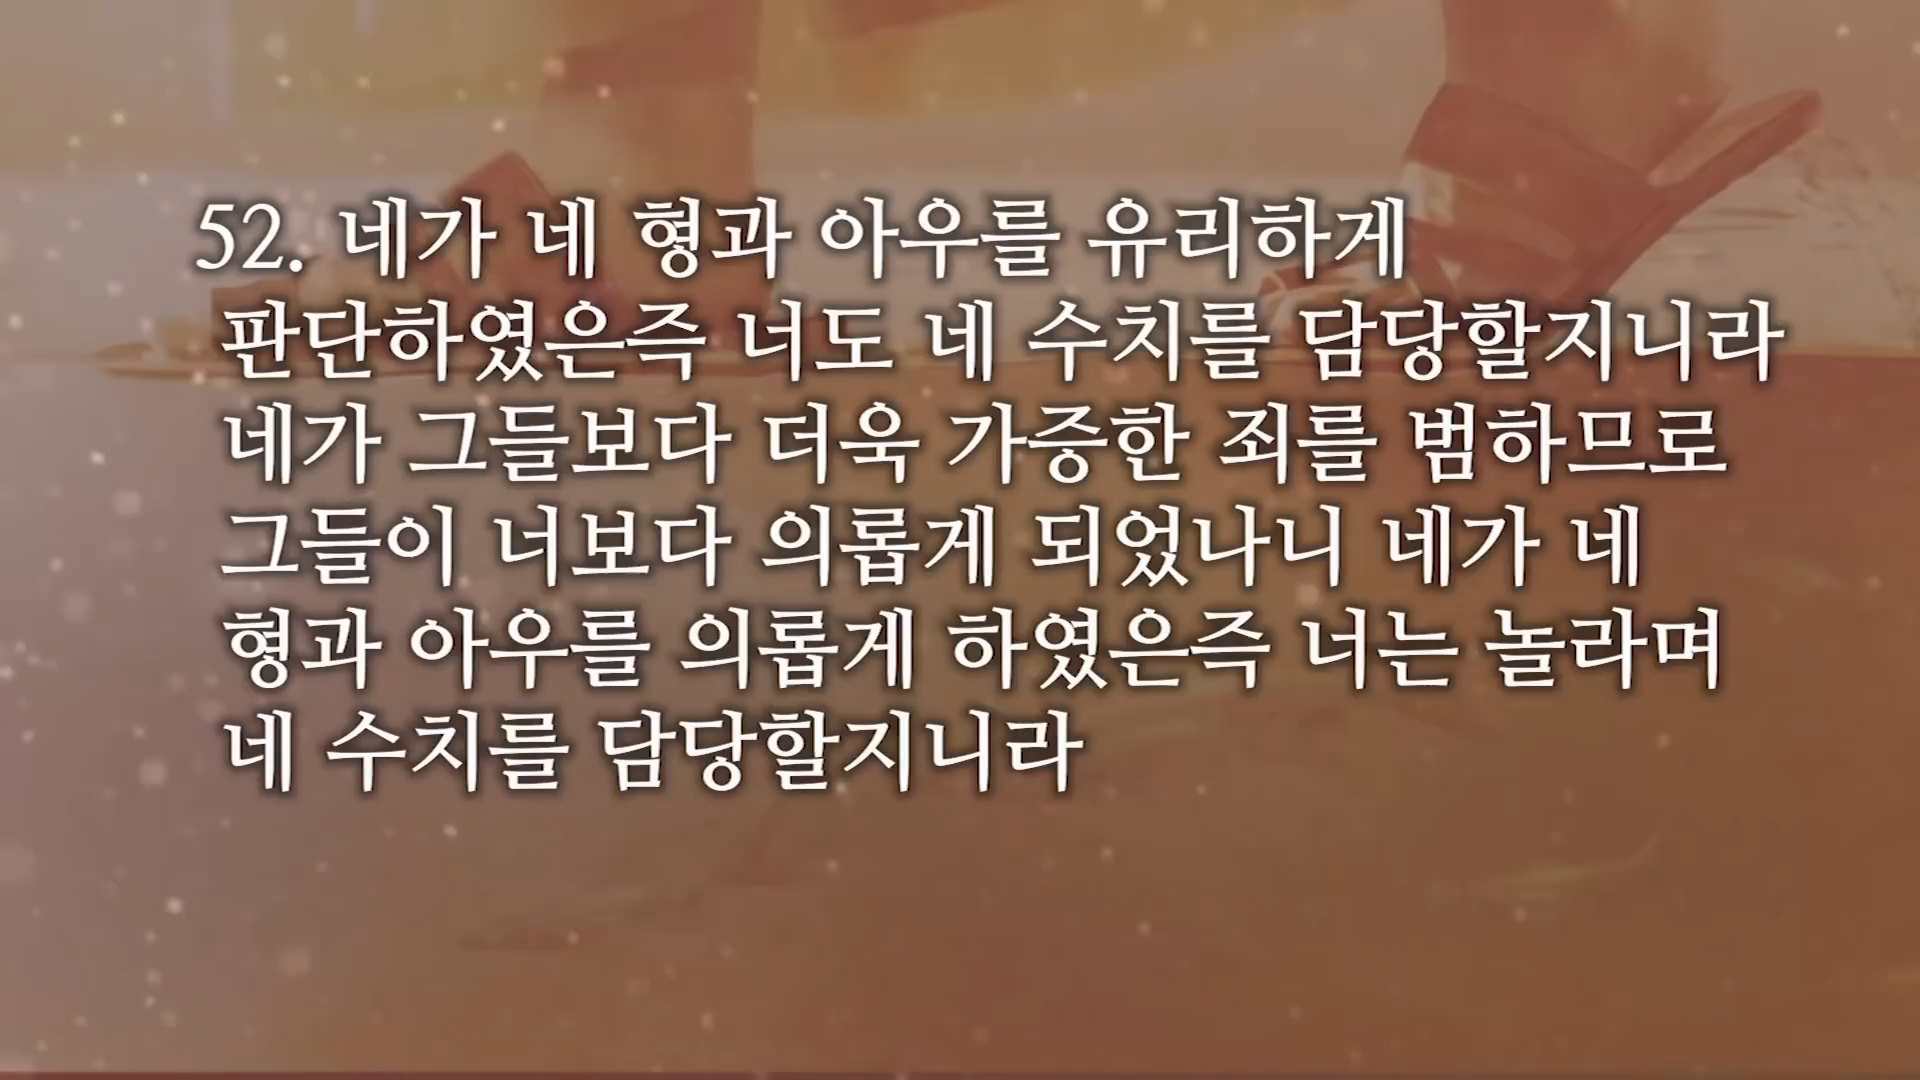 52. 네가 네 형과 아우를 유리하게
판단하였은즉 너도 네 수치를 담당할지니라
네가 그들보다 더욱 가증한 죄를 범하므로
그들이 너보다 의롭게 되었나니 네가 네
형과 아우를 의롭게 하였은즉 너는 놀라며
네 수치를 담당할지니라